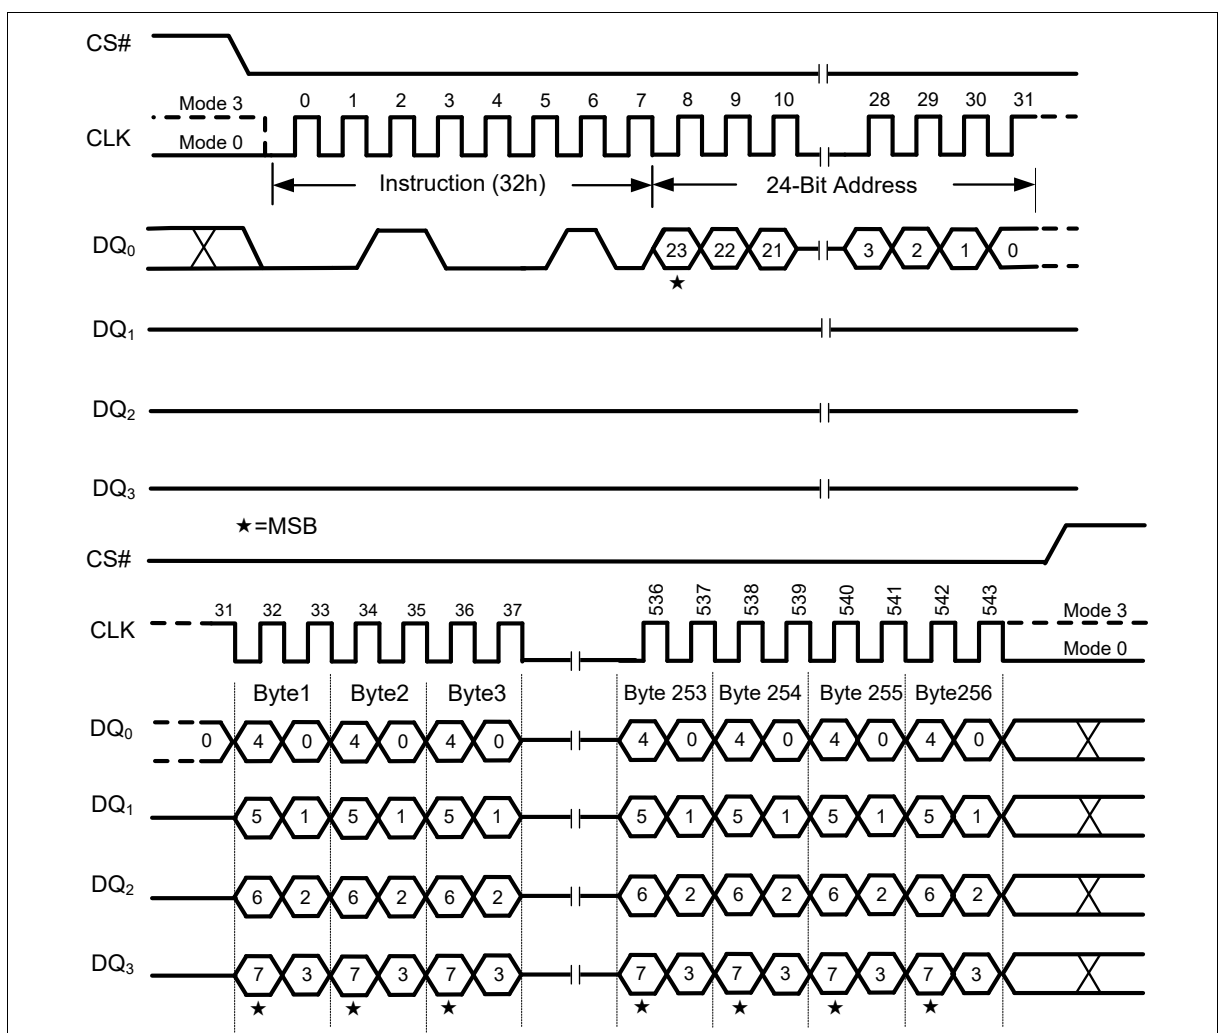 CS#
Mode 3 0 1 2 3 4 5 6 7 8 9 10 28 29 30 31
CLK
Mode 0
Instruction (32h) 24-Bit Address
DQ0 23 22 21 3 2 1 0
★
DQ1
DQ2
DQ3
★=MSB
CS#
31 32 33 34 35 36 37 536 537 538 539 540 541 542 543 Mode 3
CLK
Mode 0
Byte1 Byte2 Byte3 Byte 253 Byte 254 Byte 255 Byte256
DQ0 0 4 0 4 0 4 0 4 0 4 0 4 0 4 0
DQ1 5 1 5 1 5 1 5 1 5 1 5 1 5 1
DQ2 6 2 6 2 6 2 6 2 6 2 6 2 6 2
DQ3 7 3 7 3 7 3 7 3 7 3 7 3 7 3
★ ★ ★ ★ ★ ★ ★